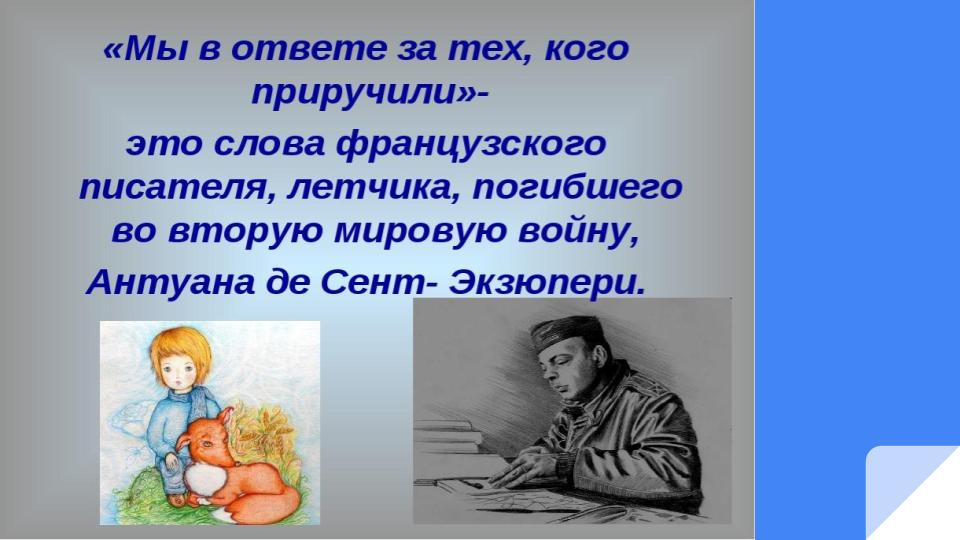 «Мы в ответе за тех, кого
приручили»-
это слова французского
писателя, летчика, погибшего
во вторую мировую войну,
Антуана де Сент- Экзюпери.